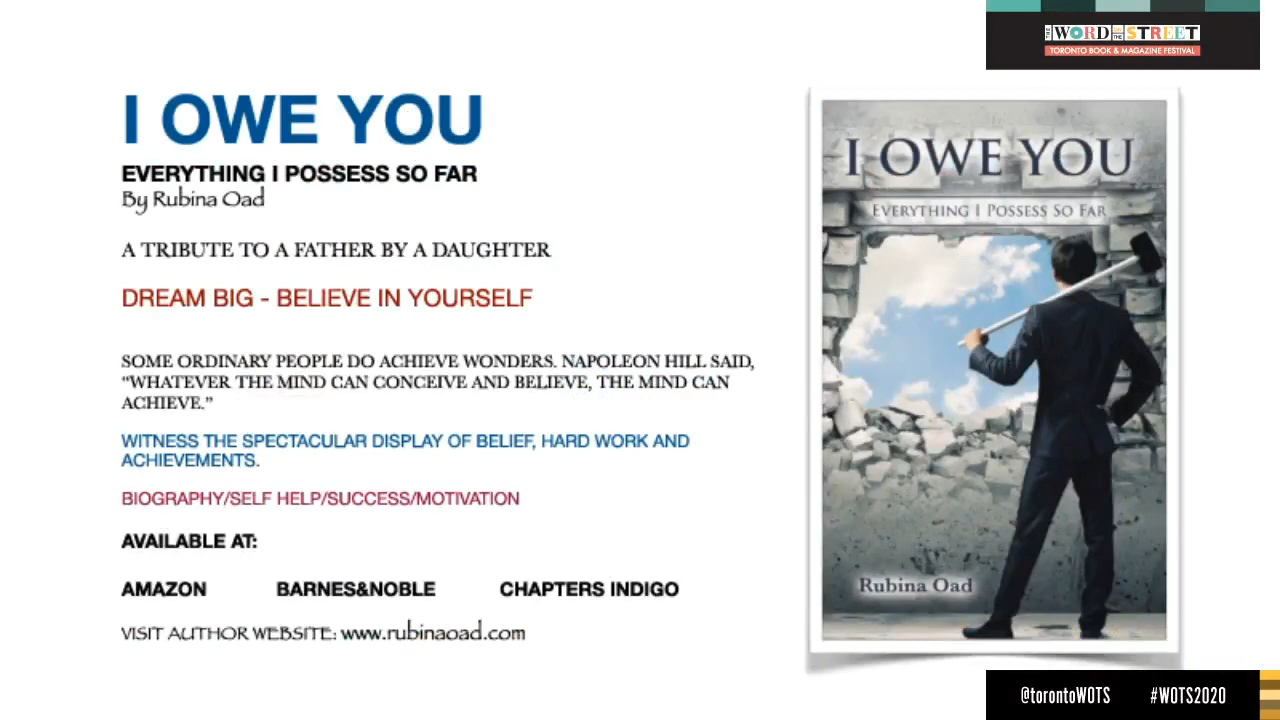 THE WORD ON THE STREET
TORONTO BOOK & MAGAZINE FESTIVAL
I OWE YOU
EVERYTHING I POSSESS SO FAR
By Rubina Oad
A TRIBUTE TO A FATHER BY A DAUGHTER
DREAM BIG - BELIEVE IN YOURSELF
SOME ORDINARY PEOPLE DO ACHIEVE WONDERS. NAPOLEON HILL SAID,
“WHATEVER THE MIND CAN CONCEIVE AND BELIEVE, THE MIND CAN
ACHIEVE.”
WITNESS THE SPECTACULAR DISPLAY OF BELIEF, HARD WORK AND
ACHIEVEMENTS.
BIOGRAPHY/SELF HELP/SUCCESS/MOTIVATION
AVAILABLE AT:
AMAZON BARNES&NOBLE CHAPTERS INDIGO
VISIT AUTHOR WEBSITE: www.rubinaoad.com
I OWE YOU
EVERYTHING I POSSESS SO FAR
Rubina Oad
@torontoWOTS #WOTS2020